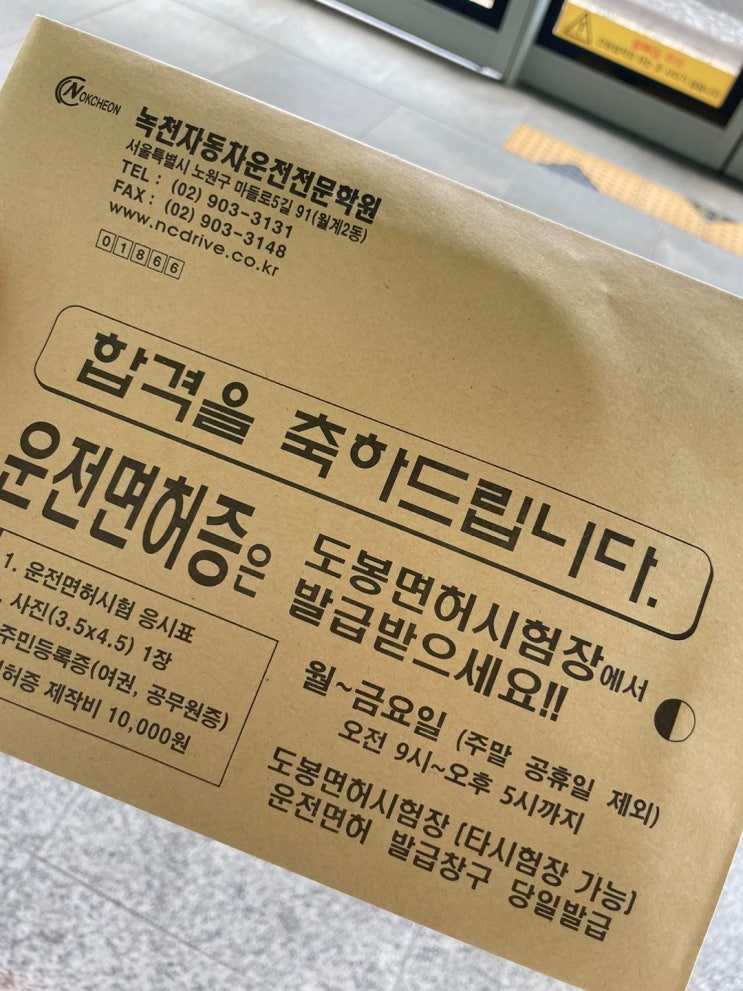 NOKCHEON
녹천자동차운전전문학원
서울특별시 노원구 마들로5길 91(월계2동)
TEL : (02) 903-3131
FAX : (02) 903-3148
www.ncdrive.co.kr
01866
합격을 축하드립니다.
운전면허증은
도봉면허시험장에서
발급받으세요!!
1. 운전면허시험 응시표
. 사진(3.5x4.5) 1장
주민등록증(여권, 공무원증)
허증 제작비 10,000원
월~금요일 (주말 공휴일 제외)
오전 9시~오후 5시까지
도봉면허시험장 [타시험장 가능]
운전면허 발급창구 당일발급